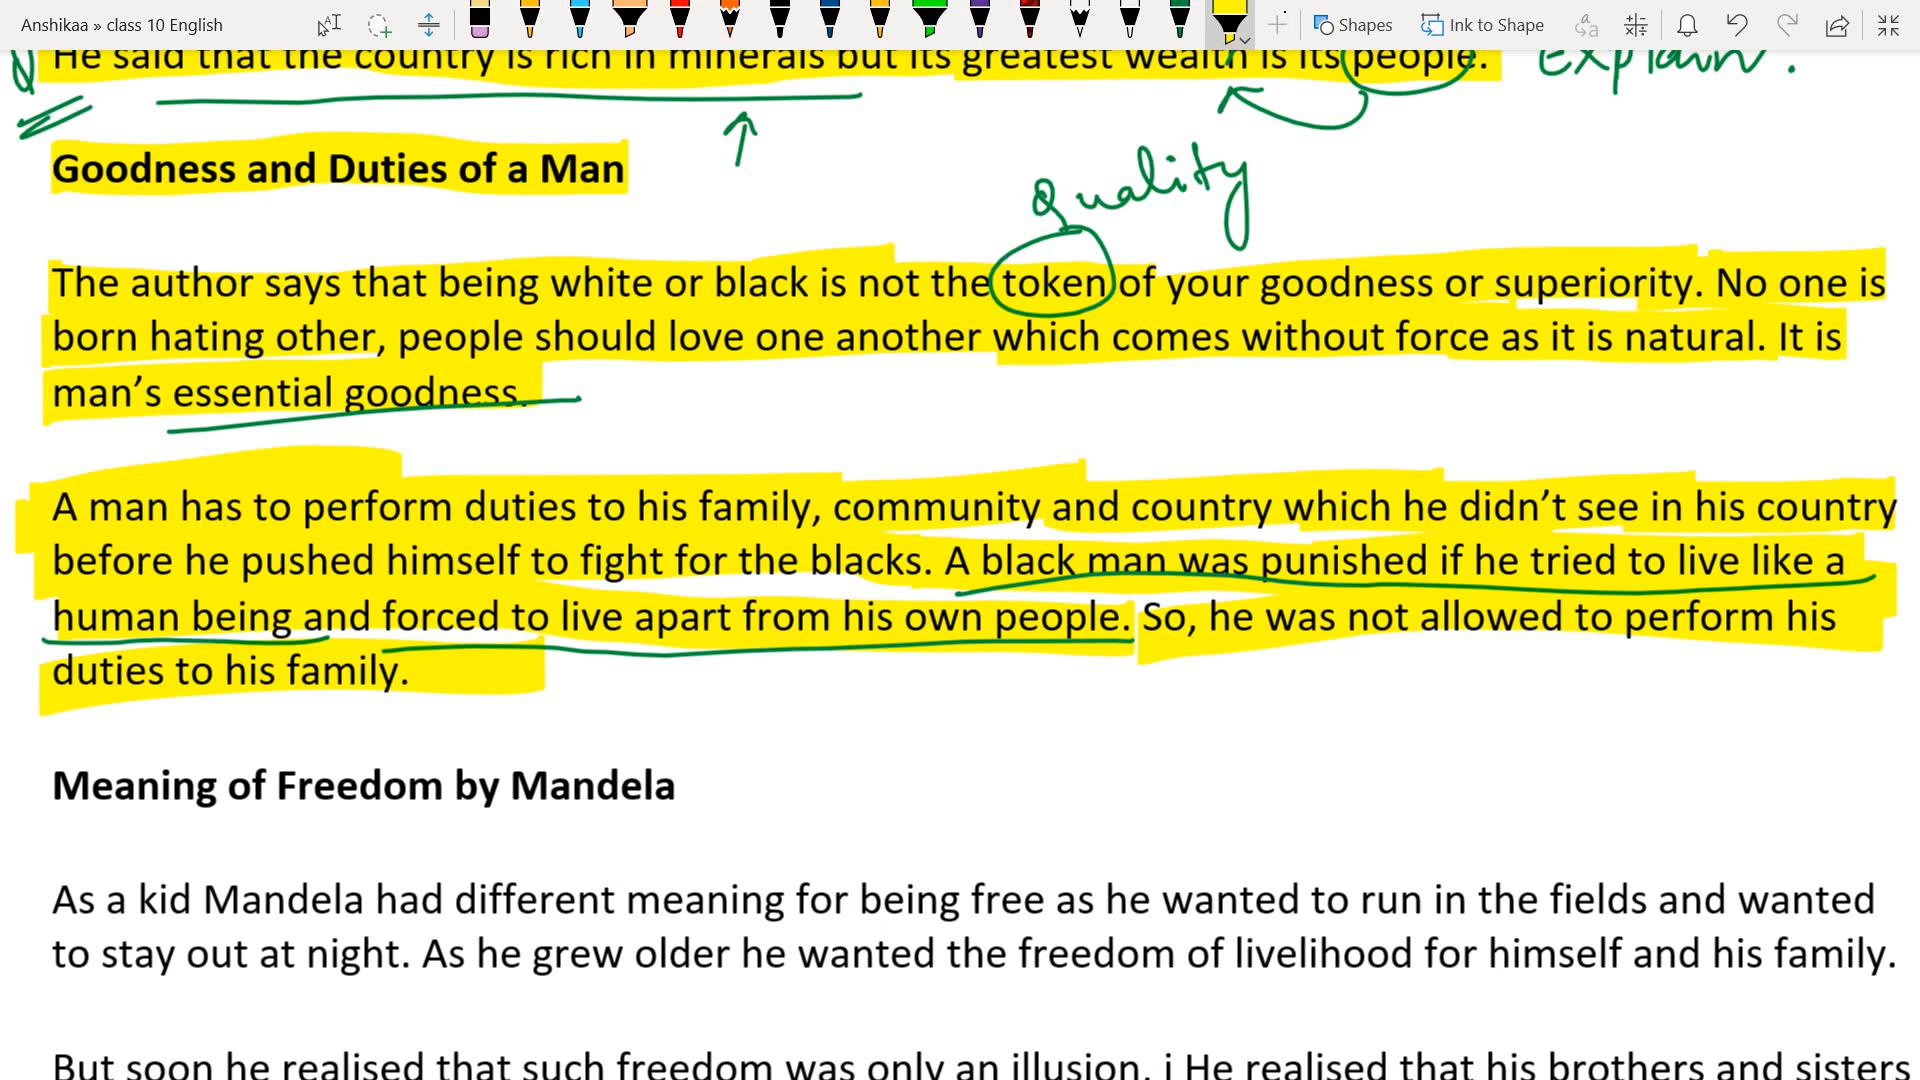 Anshikaa » class 10 English
Shapes
Ink to Shape
He said that the country is rich in minerals but its greatest wealth is its people. Explain.
Goodness and Duties of a Man
Quality
The author says that being white or black is not the token of your goodness or superiority. No one is
born hating other, people should love one another which comes without force as it is natural. It is
man’s essential goodness.
A man has to perform duties to his family, community and country which he didn’t see in his country
before he pushed himself to fight for the blacks. A black man was punished if he tried to live like a
human being and forced to live apart from his own people. So, he was not allowed to perform his
duties to his family.
Meaning of Freedom by Mandela
As a kid Mandela had different meaning for being free as he wanted to run in the fields and wanted
to stay out at night. As he grew older he wanted the freedom of livelihood for himself and his family.
But soon he realised that such freedom was only an illusion. i He realised that his brothers and sisters